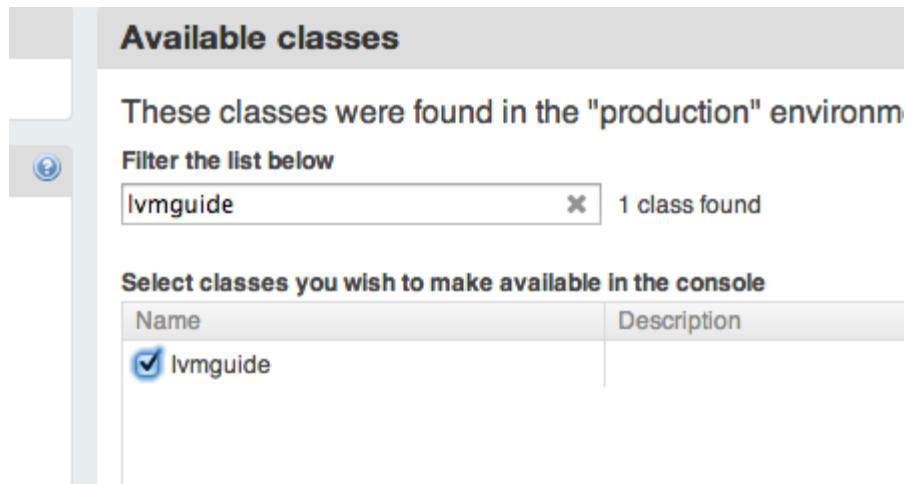 Available classes
These classes were found in the "production" environm
Filter the list below
lvmguide
1 class found
Select classes you wish to make available in the console
Name Description
lvmguide